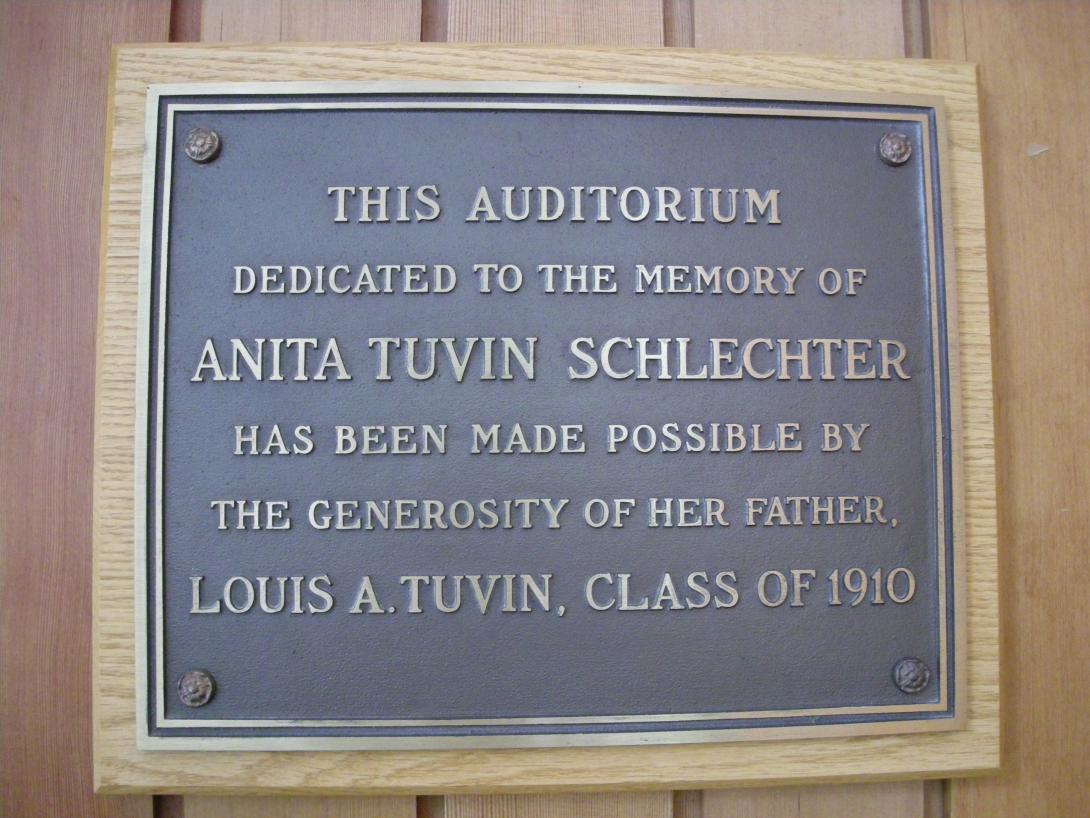 THIS AUDITORIUM
DEDICATED TO THE MEMORY OF
ANITA TUVIN SCHLECHTER
HAS BEEN MADE POSSIBLE BY
THE GENEROSITY OF HER FATHER,
LOUIS A. TUVIN, CLASS OF 1910